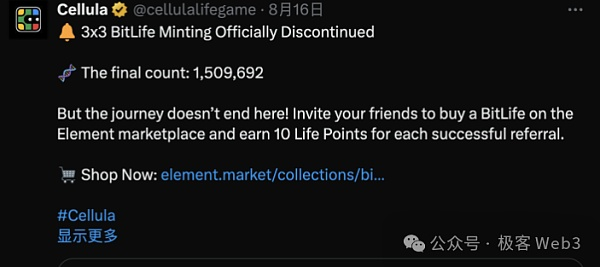 Cellula @cellulalifegame · 8月16日
🔔 3x3 BitLife Minting Officially Discontinued
🧬 The final count: 1,509,692
But the journey doesn’t end here! Invite your friends to buy a BitLife on the
Element marketplace and earn 10 Life Points for each successful referral.
🛒 Shop Now: element.market/collections/bi...
#Cellula
显示更多
公众号 · 极客 Web3